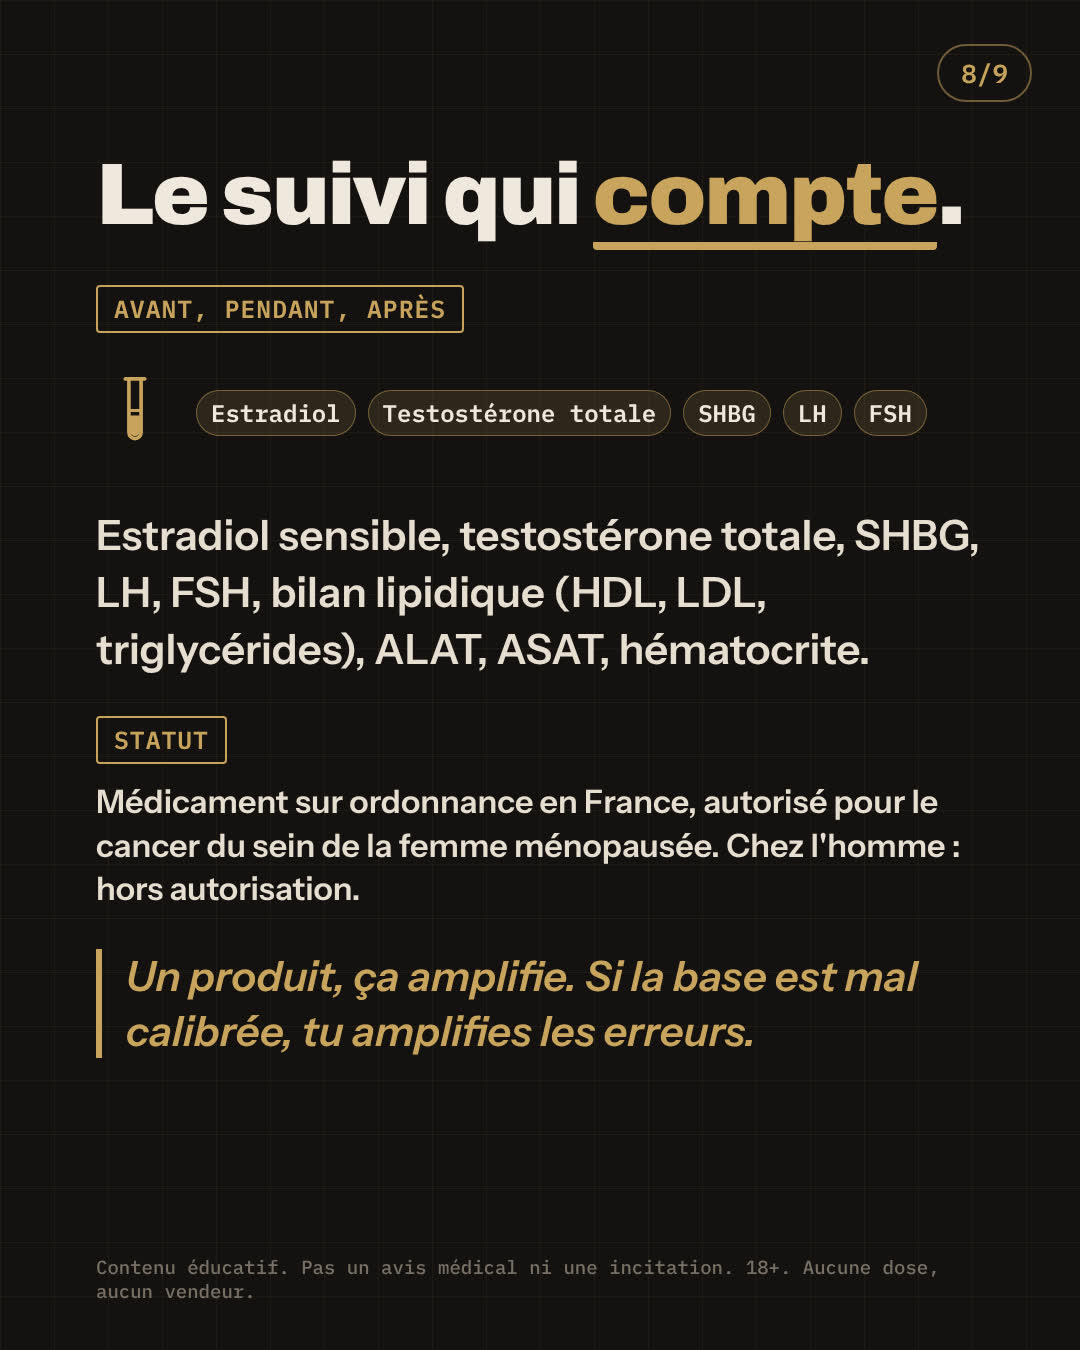 8/9
Le suivi qui compte.
AVANT, PENDANT, APRÈS
Estradiol Testostérone totale SHBG LH FSH
Estradiol sensible, testostérone totale, SHBG,
LH, FSH, bilan lipidique (HDL, LDL,
triglycérides), ALAT, ASAT, hématocrite.
STATUT
Médicament sur ordonnance en France, autorisé pour le
cancer du sein de la femme ménopausée. Chez l'homme :
hors autorisation.
Un produit, ça amplifie. Si la base est mal
calibrée, tu amplifies les erreurs.
Contenu éducatif. Pas un avis médical ni une incitation. 18+. Aucune dose,
aucun vendeur.